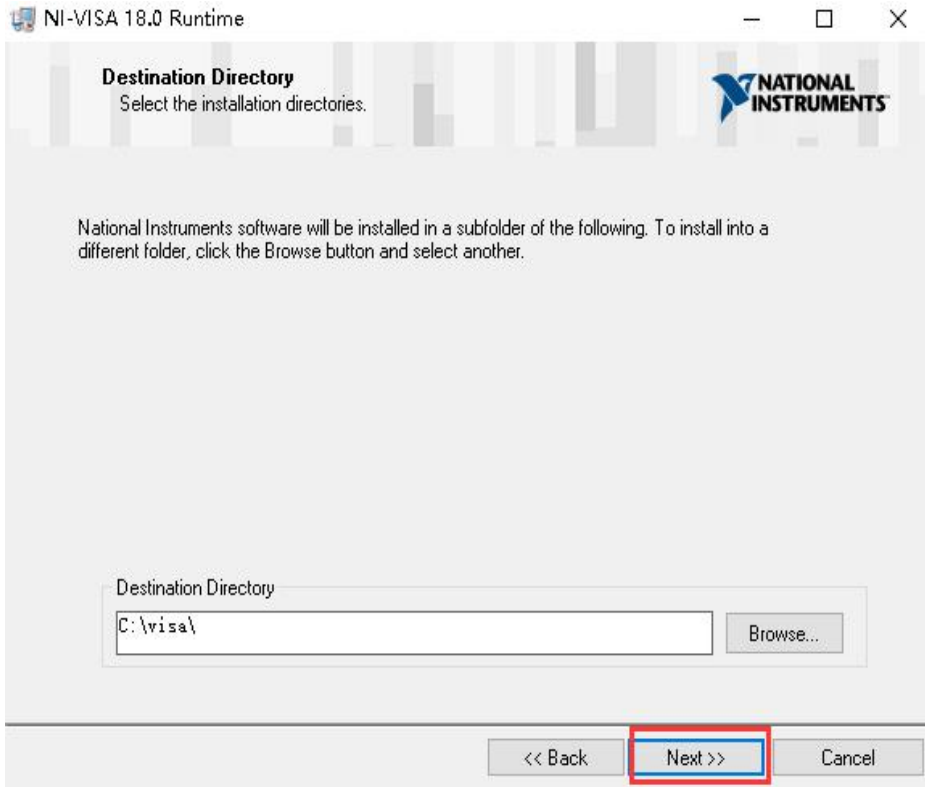 NI-VISA 18.0 Runtime
Destination Directory
Select the installation directories.
NATIONAL
INSTRUMENTS
National Instruments software will be installed in a subfolder of the following. To install into a
different folder, click the Browse button and select another.
Destination Directory
C:\visa\
Browse...
<< Back
Next >>
Cancel